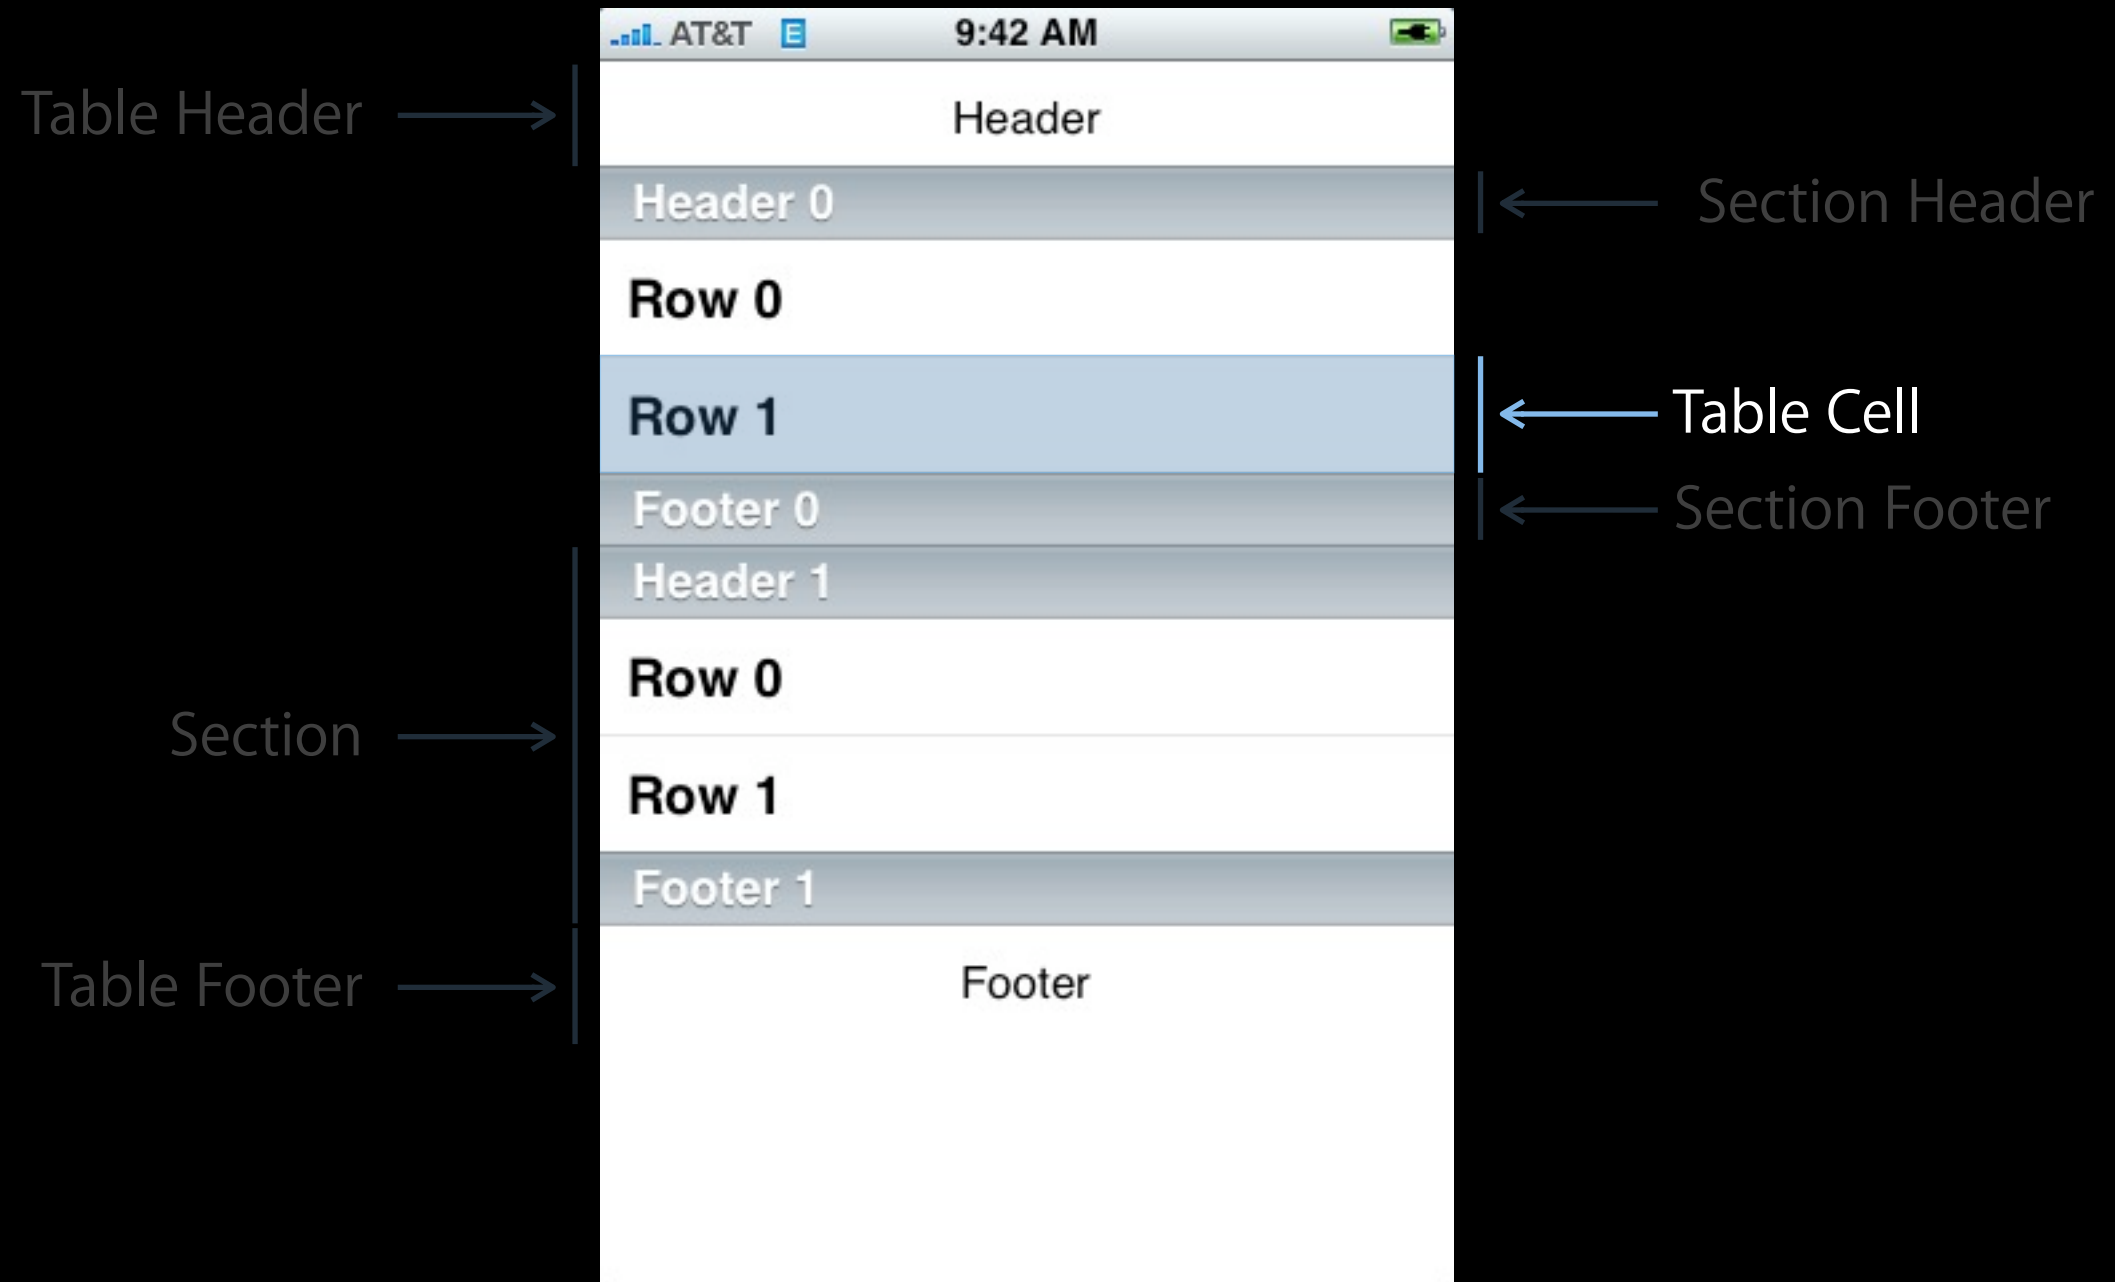 AT&T E 9:42 AM
Table Header
Header
Header 0
Section Header
Row 0
Row 1
Table Cell
Footer 0
Section Footer
Header 1
Row 0
Section
Row 1
Footer 1
Table Footer
Footer